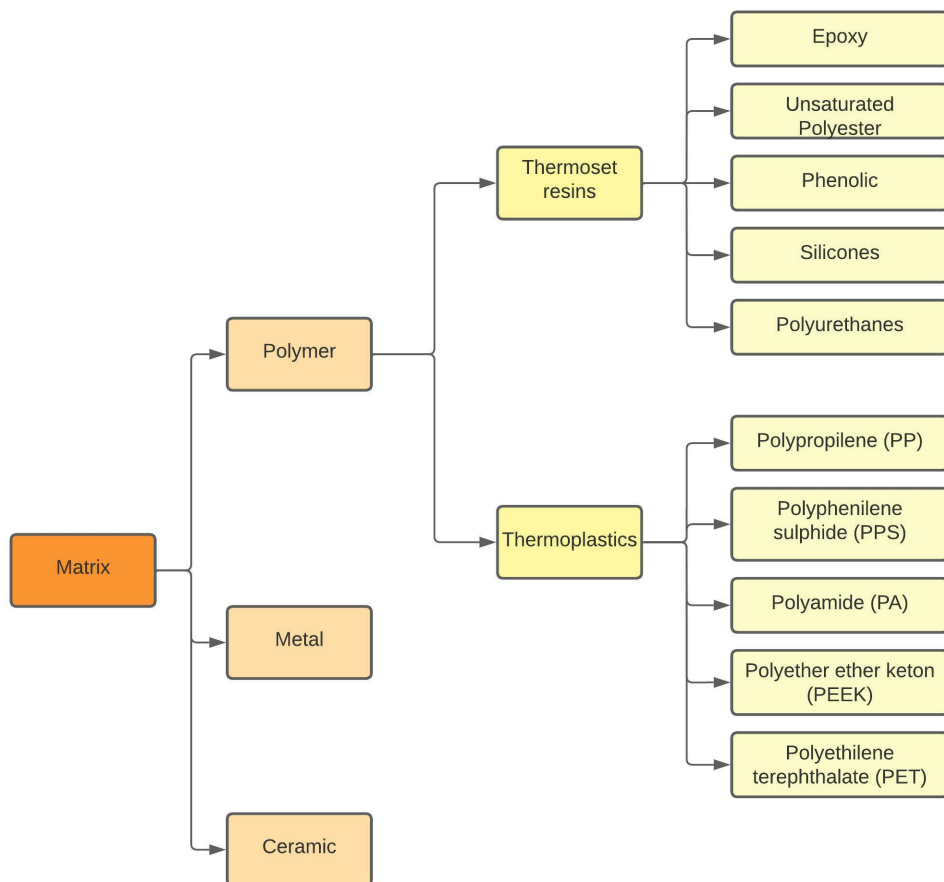 Epoxy
Unsaturated
Polyester
Thermoset
resins
Phenolic
Silicones
Polyurethanes
Polymer
Polypropilene (PP)
Polyphenilene
sulphide (PPS)
Thermoplastics
Matrix
Polyamide (PA)
Metal
Polyether ether keton
(PEEK)
Polyethilene
terephthalate (PET)
Ceramic